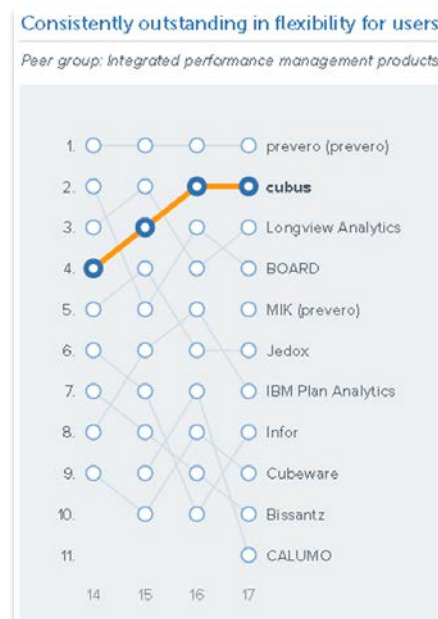 Consistently outstanding in flexibility for users
Peer group: Integrated performance management products
1. prevero (prevero)
2. cubus
3. Longview Analytics
4. BOARD
5. MIK (prevero)
6. Jedox
7. IBM Plan Analytics
8. Infor
9. Cubeware
10. Bissantz
11. CALUMO
14 15 16 17